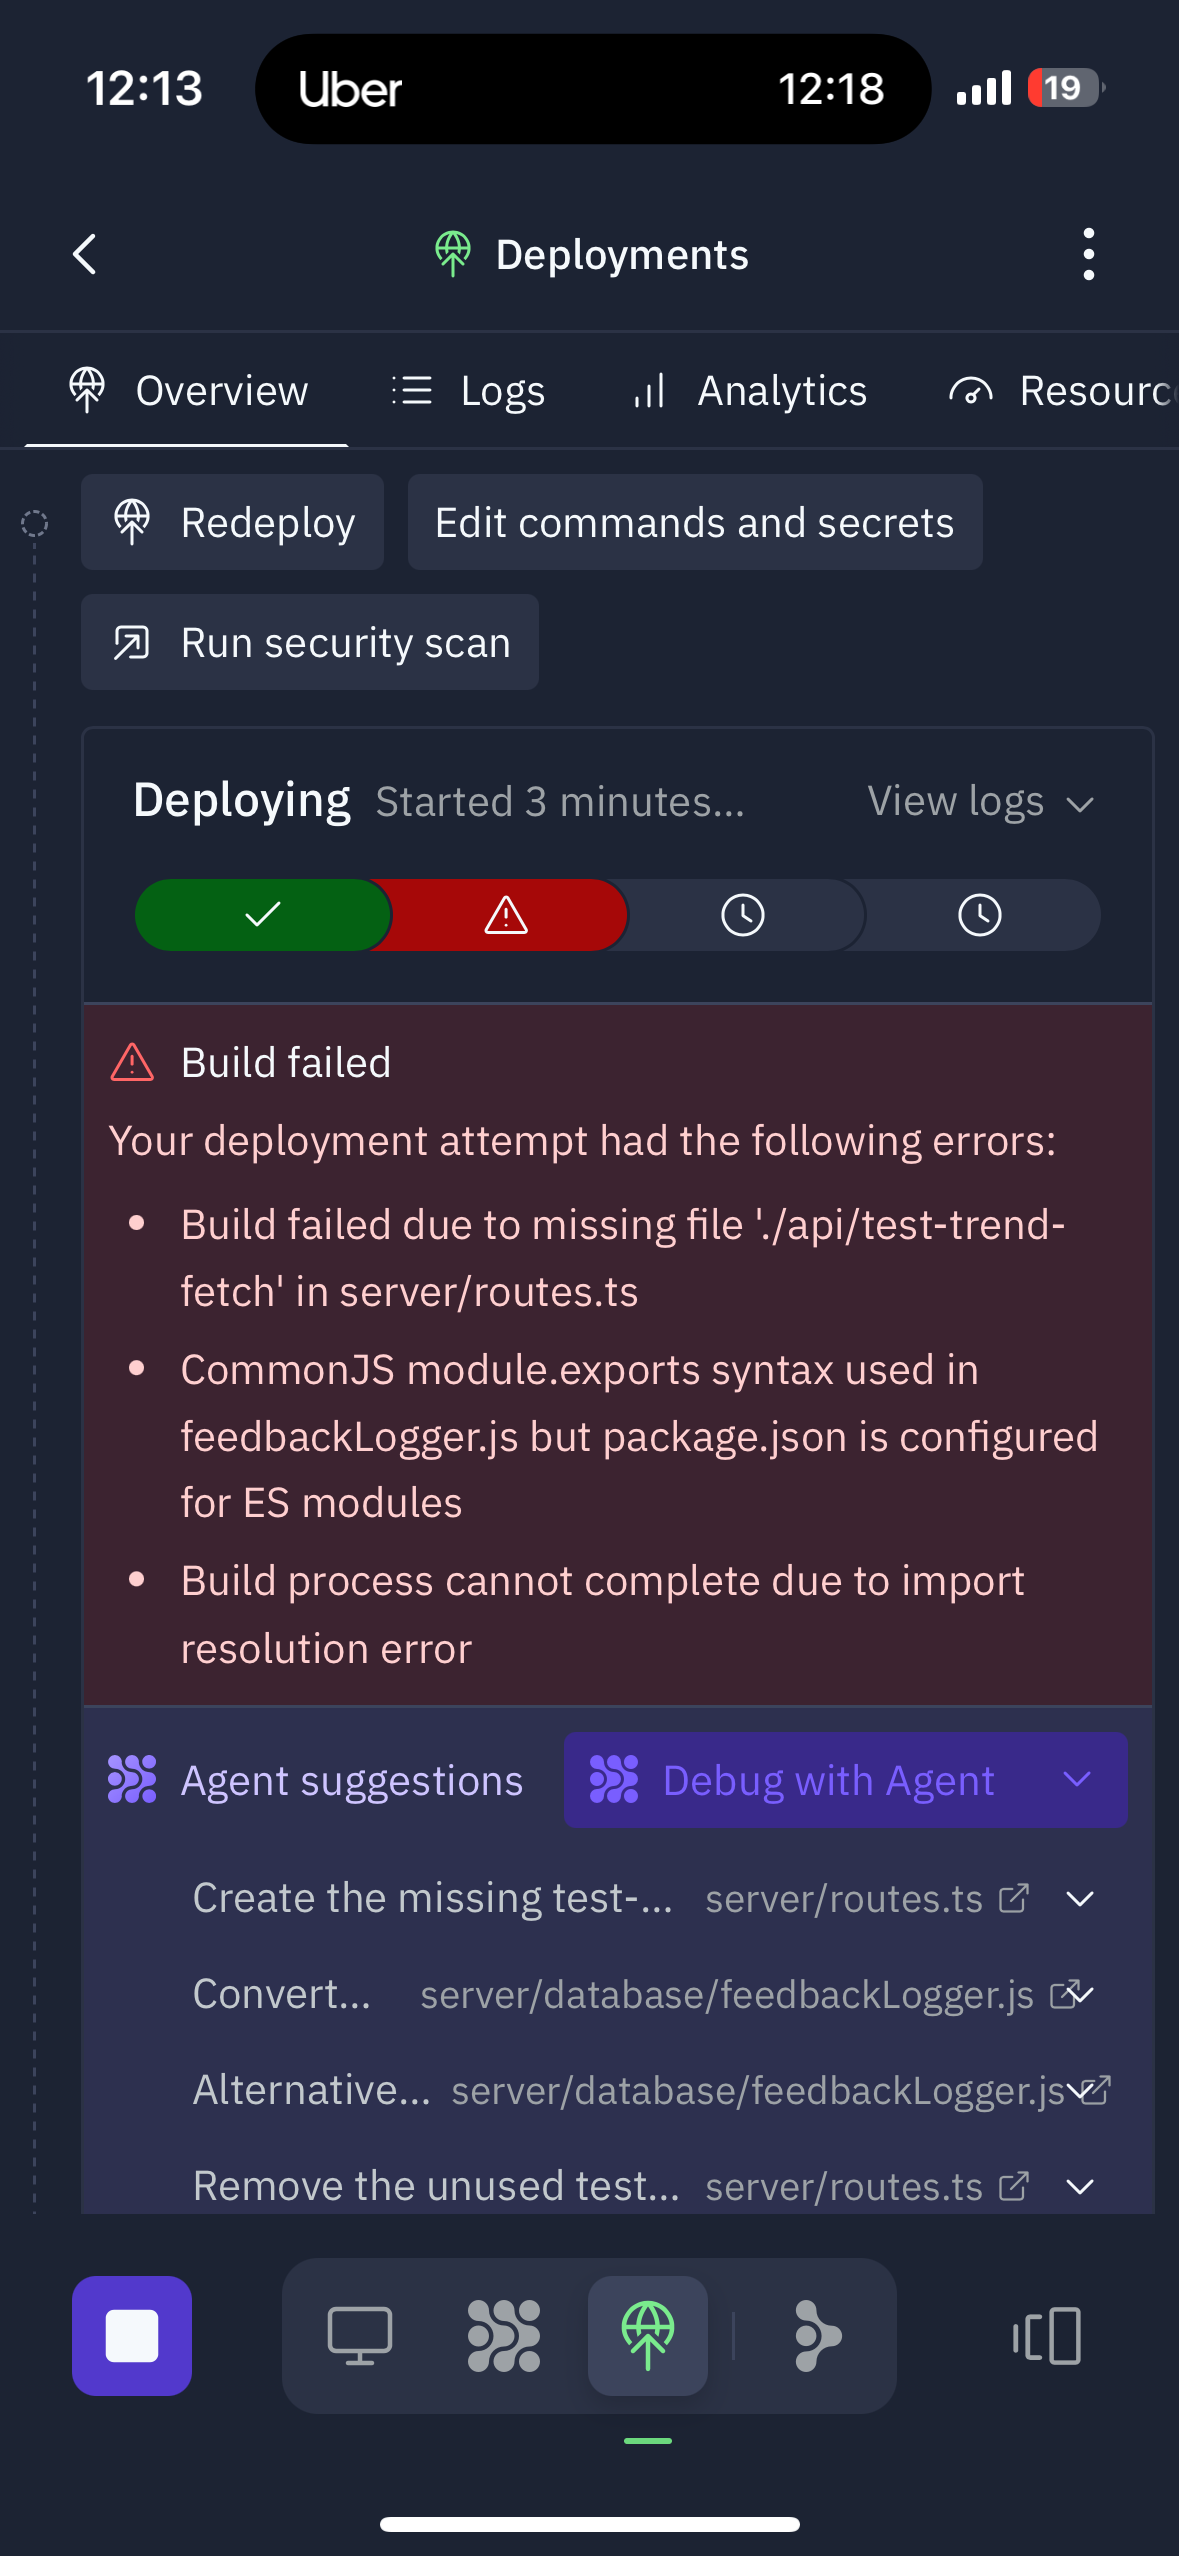 12:13
Uber 12:18
19
Deployments
Overview Logs Analytics Resourc
Redeploy Edit commands and secrets
Run security scan
Deploying Started 3 minutes... View logs
Build failed
Your deployment attempt had the following errors:
• Build failed due to missing file './api/test-trend-
fetch' in server/routes.ts
• CommonJS module.exports syntax used in
feedbackLogger.js but package.json is configured
for ES modules
• Build process cannot complete due to import
resolution error
Agent suggestions Debug with Agent
Create the missing test-... server/routes.ts
Convert... server/database/feedbackLogger.js
Alternative... server/database/feedbackLogger.js
Remove the unused test... server/routes.ts